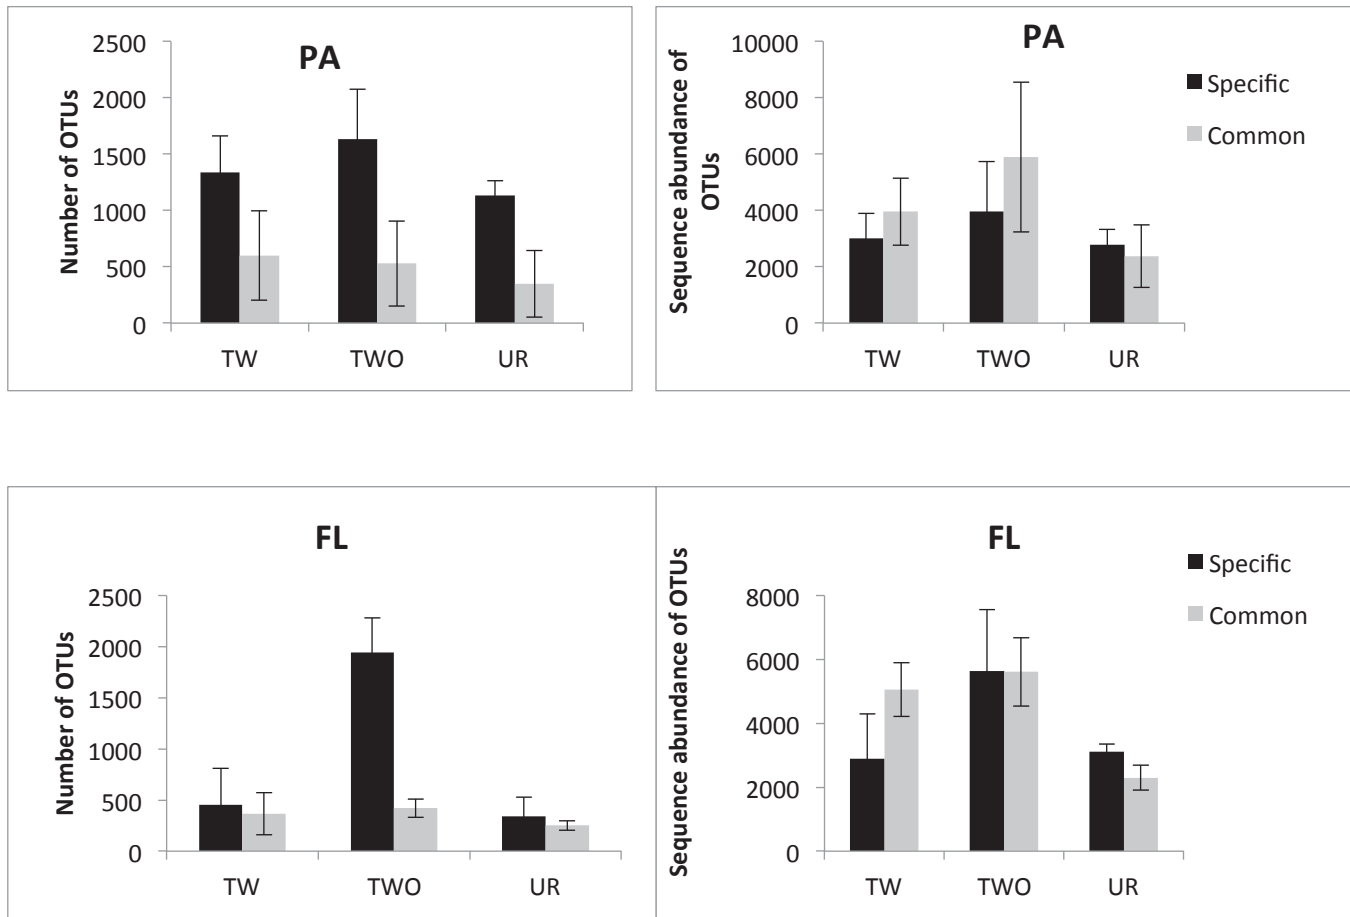 PA
Number of OTUs
2500
2000
1500
1000
500
0
TW TWO UR
PA
Sequence abundance of
OTUs
10000
8000
6000
4000
2000
0
TW TWO UR
Specific
Common
FL
Number of OTUs
2500
2000
1500
1000
500
0
TW TWO UR
FL
Sequence abundance of OTUs
8000
6000
4000
2000
0
TW TWO UR
Specific
Common